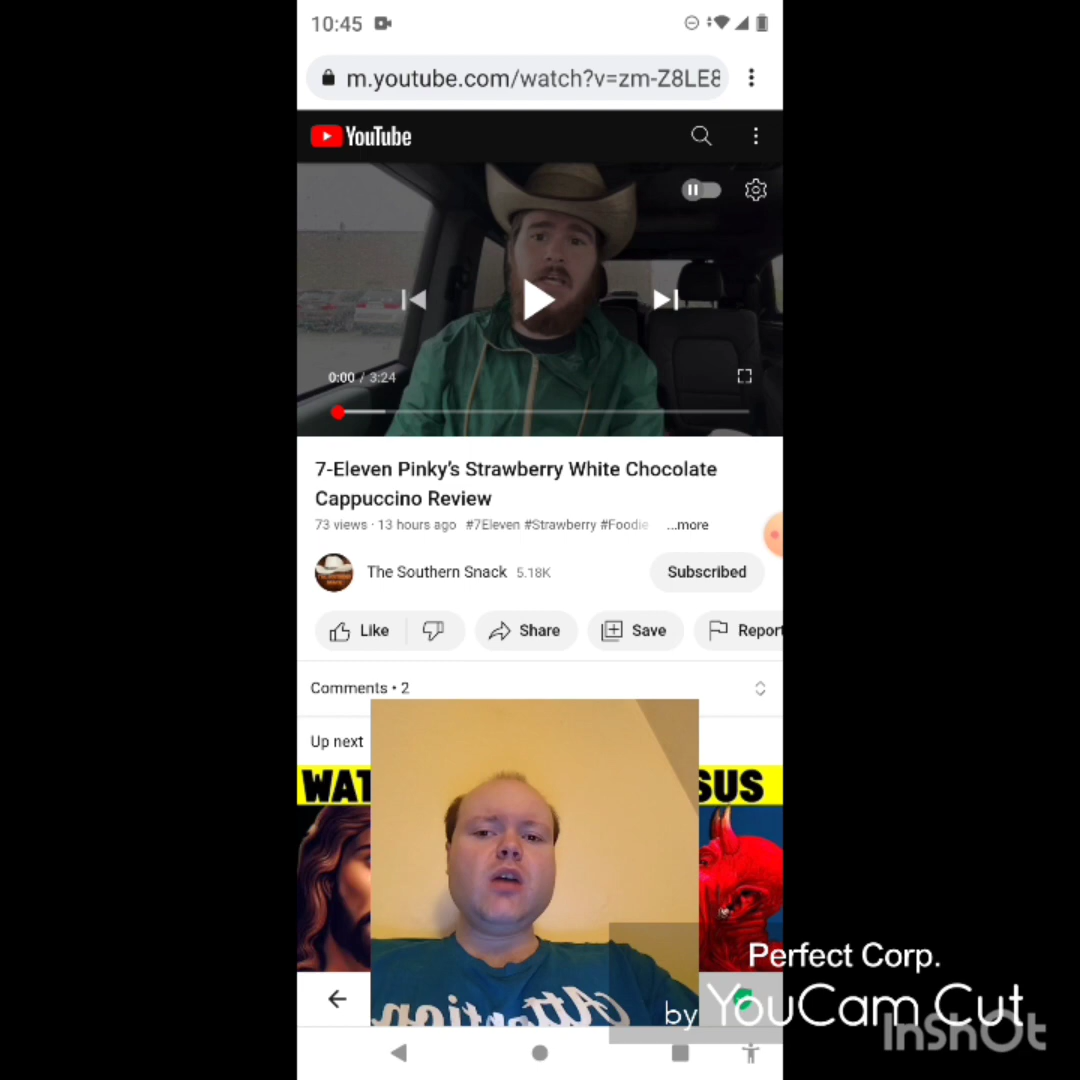 10:45
m.youtube.com/watch?v=zm-Z8LE8
YouTube
0:00 / 3:24
7-Eleven Pinky's Strawberry White Chocolate
Cappuccino Review
73 views · 13 hours ago #7Eleven #Strawberry #Foodie ...more
The Southern Snack 5.18K
Subscribed
Like
Share
Save
Report
Comments • 2
Up next
WAT
SUS
Attention
Perfect Corp.
by YouCam Cut
InShOt